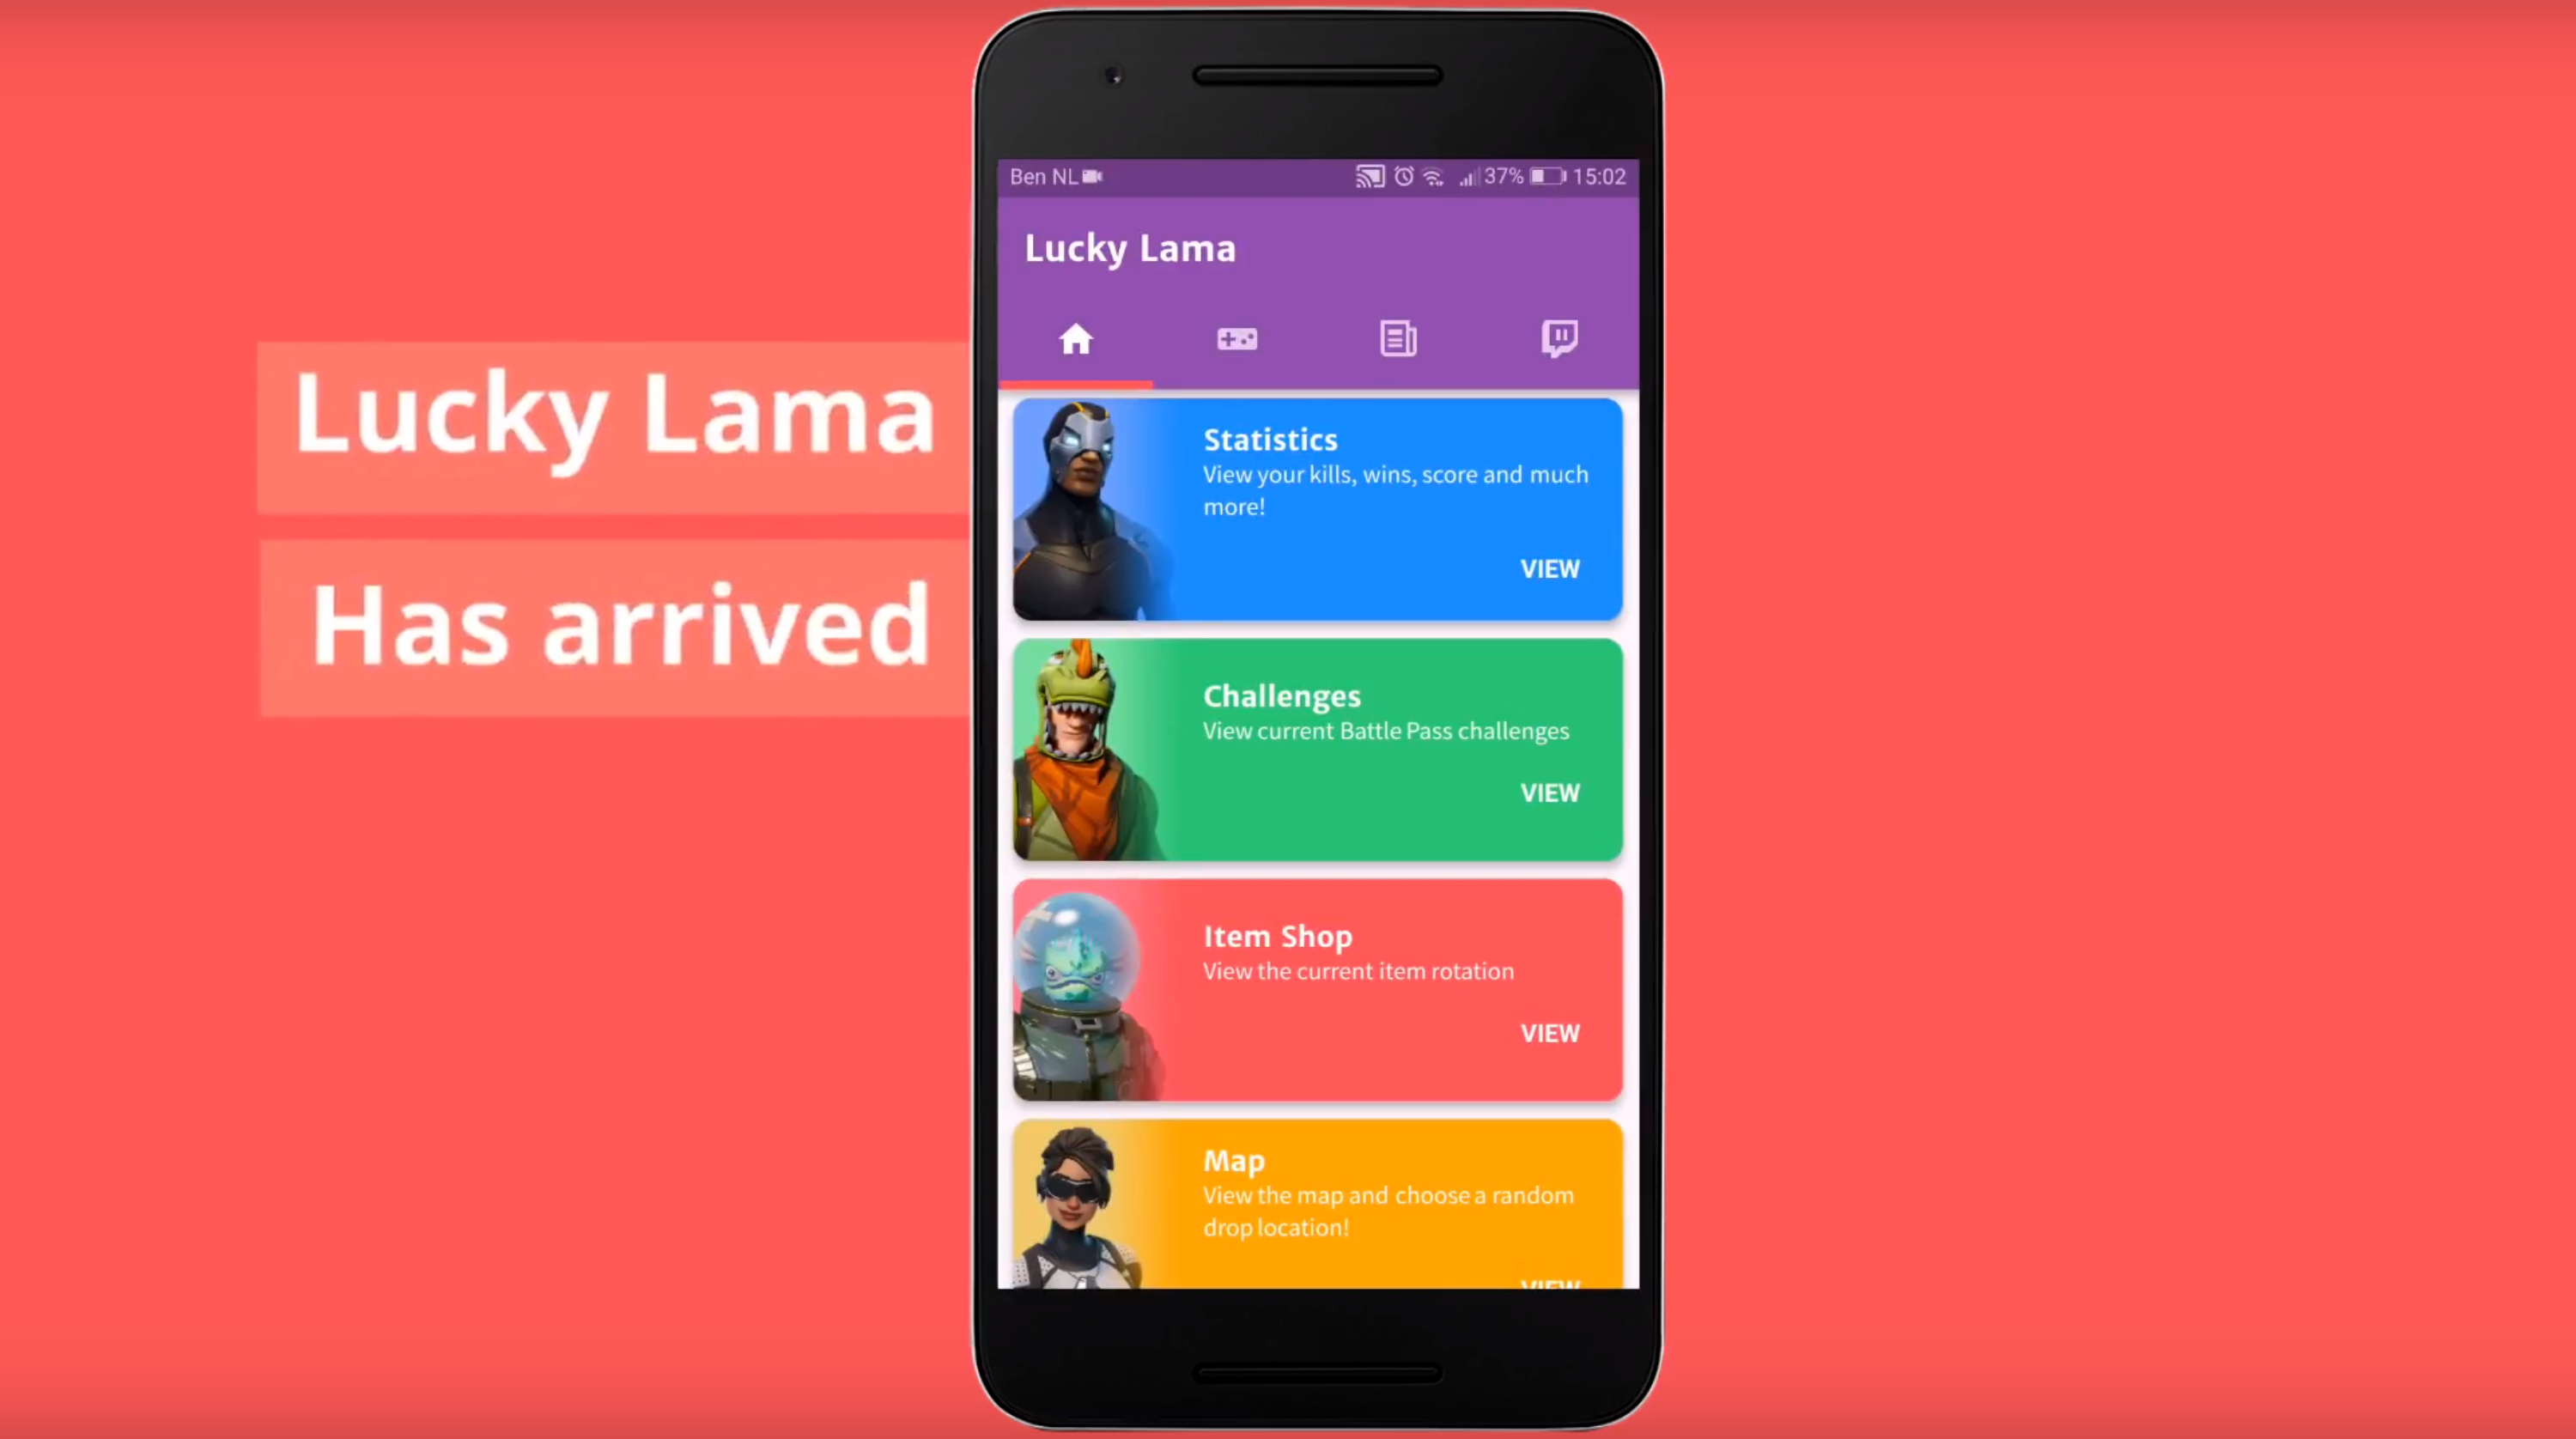 Lucky Lama
Has arrived
Ben NL
37% 15:02
Lucky Lama
Statistics
View your kills, wins, score and much
more!
VIEW
Challenges
View current Battle Pass challenges
VIEW
Item Shop
View the current item rotation
VIEW
Map
View the map and choose a random
drop location!
VIEW